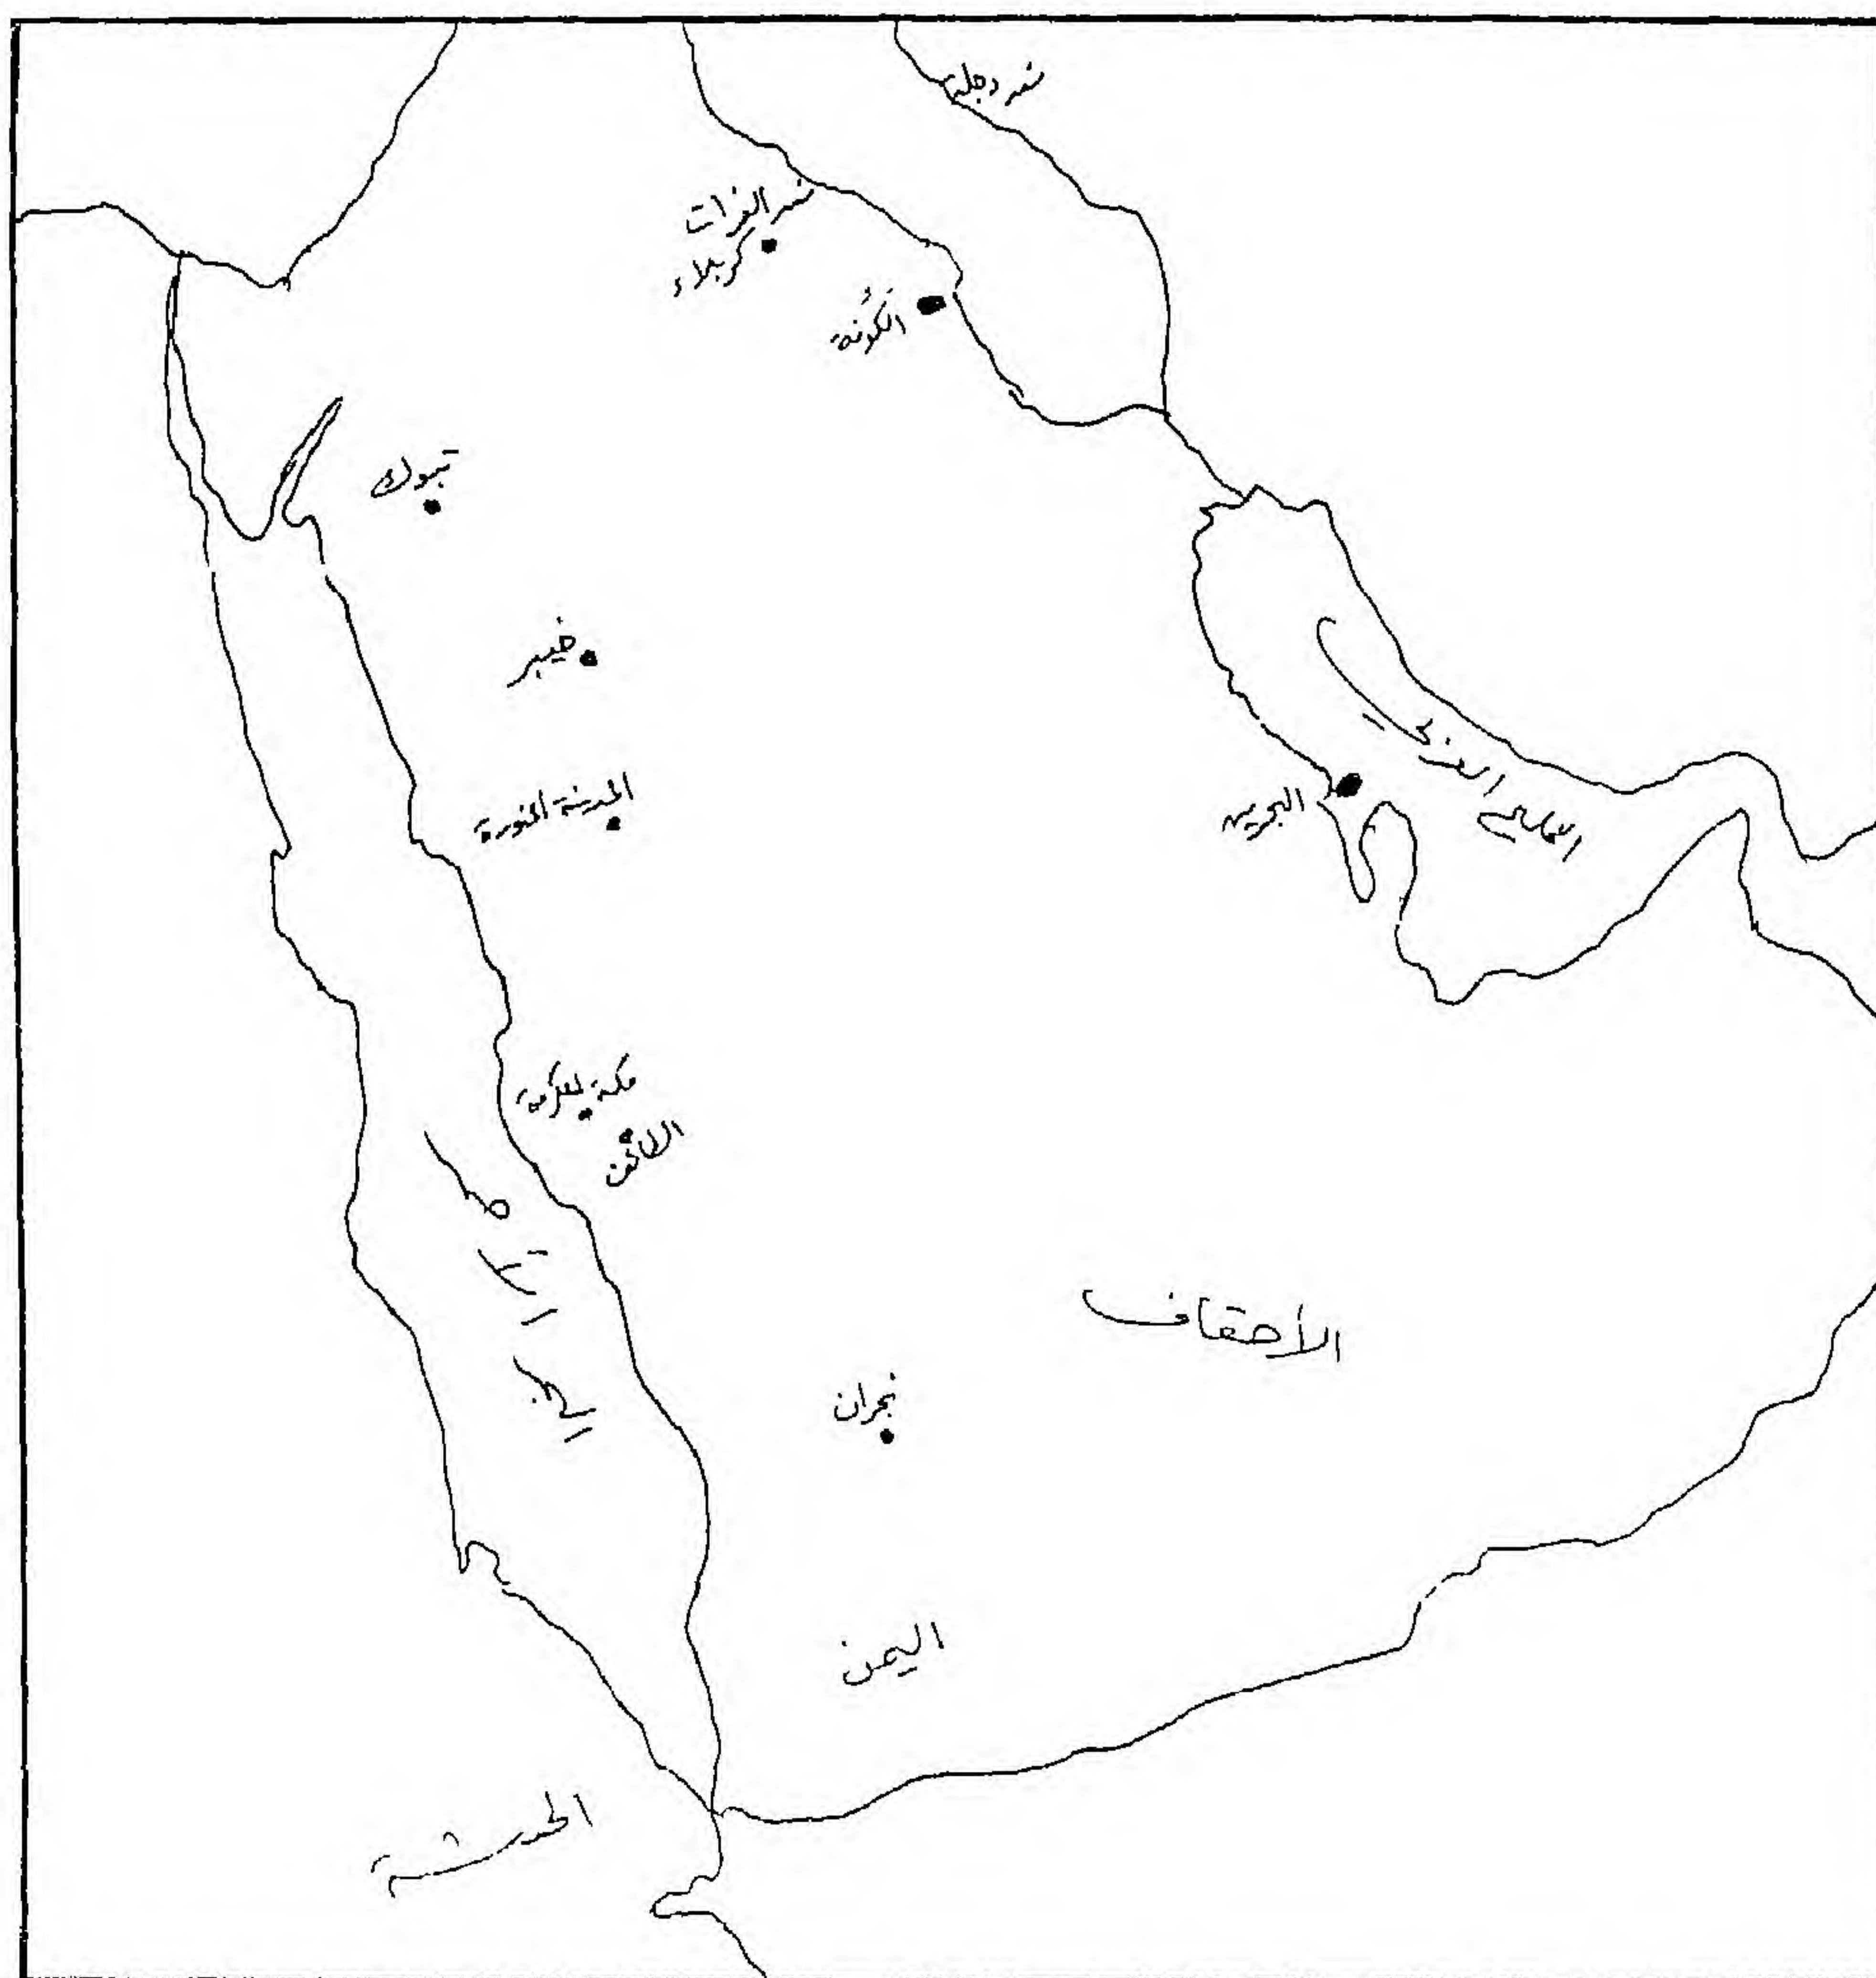 نهر دجلة
نهر الفرات
كربلاء
الكوفة
تبوك
خيبر
المدينة المنورة
البحرين
الخليج العربي
مكة المكرمة
الطائف
البحر الأحمر
الأحقاف
نجران
اليمن
الحبشة